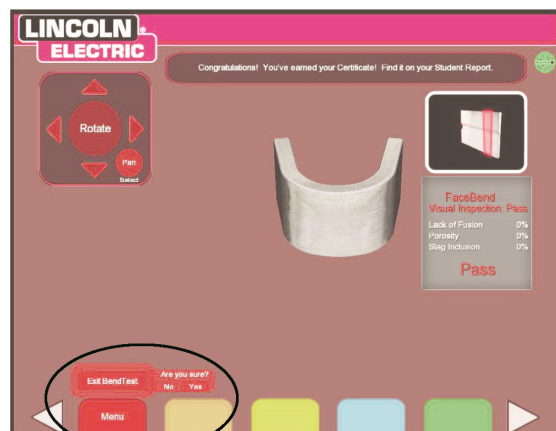 LINCOLN
ELECTRIC
Congratulations! You've earned your Certificate! Find it on your Student Report.
Rotate
Pan
Select
FaceBend
Visual Inspection: Pass
Lack of Fusion 0%
Porosity 0%
Slag Inclusion 0%
Pass
Exit BendTest
Are you sure?
No Yes
Menu